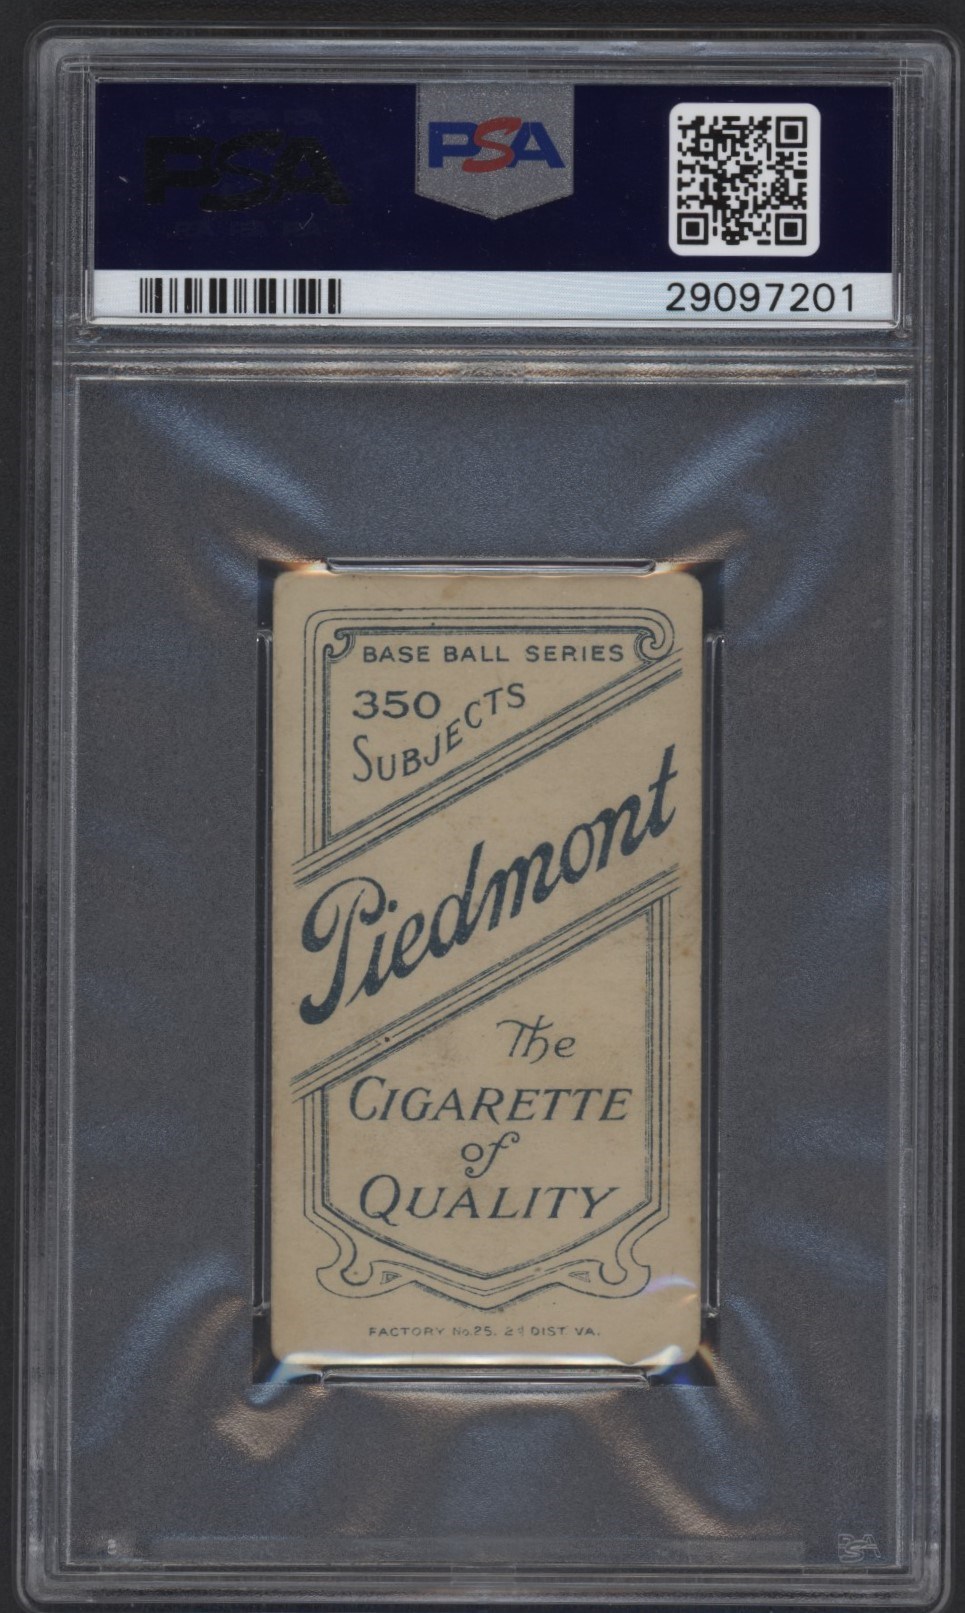 PSA
PSA
29097201
BASE BALL SERIES
350
SUBJECTS
Piedmont
The
CIGARETTE
of
QUALITY
FACTORY No.25. 2d DIST. VA.
PSA